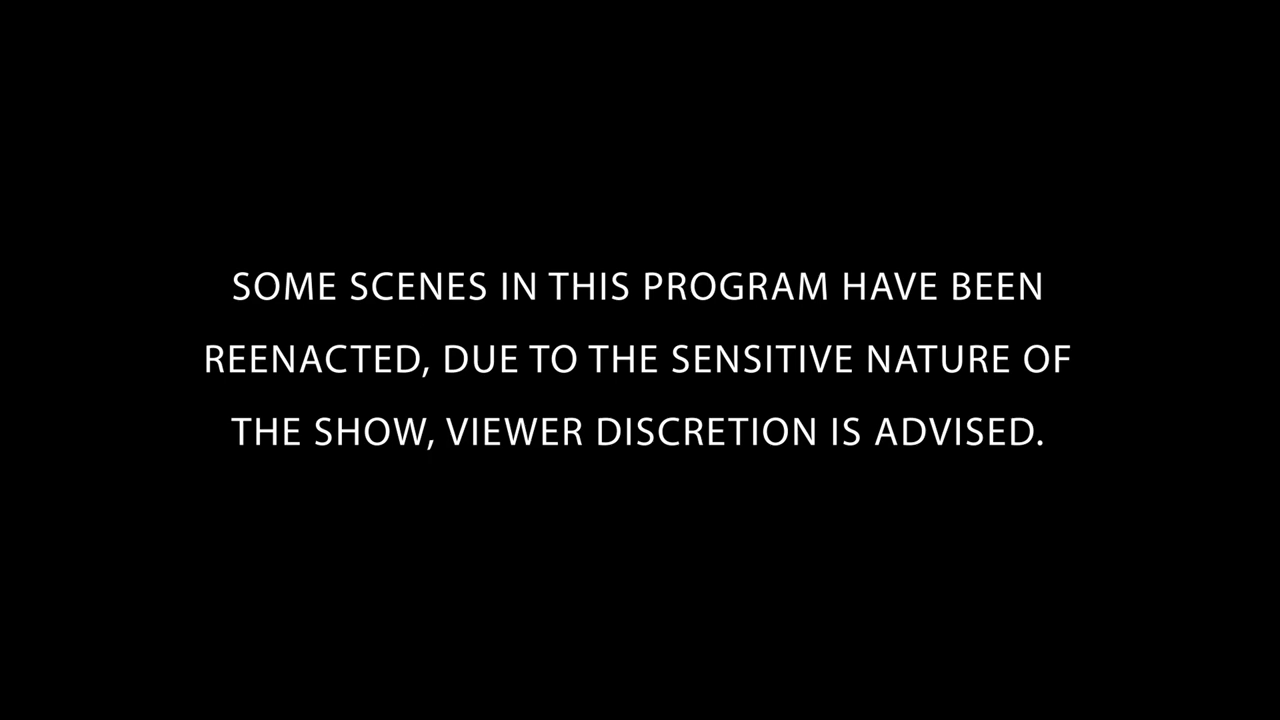 SOME SCENES IN THIS PROGRAM HAVE BEEN
REENACTED, DUE TO THE SENSITIVE NATURE OF
THE SHOW, VIEWER DISCRETION IS ADVISED.